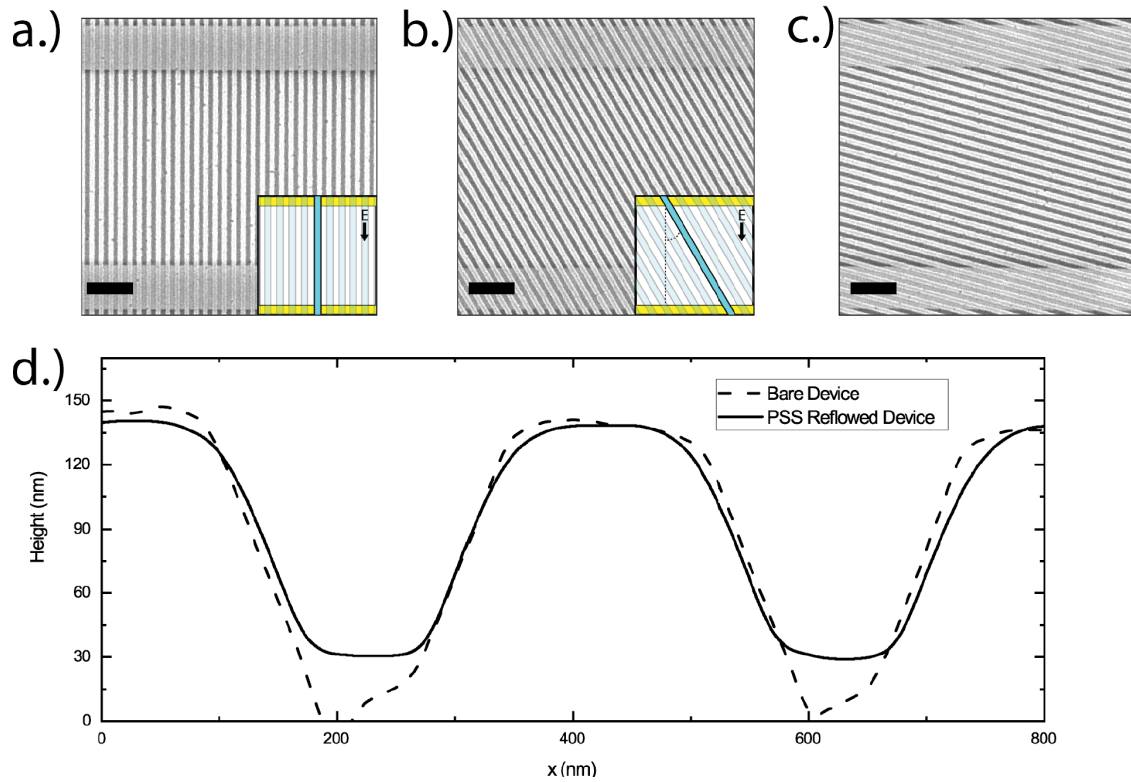 a.)
b.)
c.)
E
E
d.)
Bare Device
PSS Reflowed Device
Height (nm)
150
120
90
60
30
0
0
200
400
600
800
x (nm)